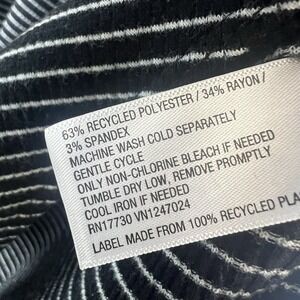 63% RECYCLED POLYESTER / 34% RAYON /
3% SPANDEX
MACHINE WASH COLD SEPARATELY
GENTLE CYCLE
ONLY NON-CHLORINE BLEACH IF NEEDED
TUMBLE DRY LOW, REMOVE PROMPTLY
COOL IRON IF NEEDED
RN17730 VN1247024
LABEL MADE FROM 100% RECYCLED PLA